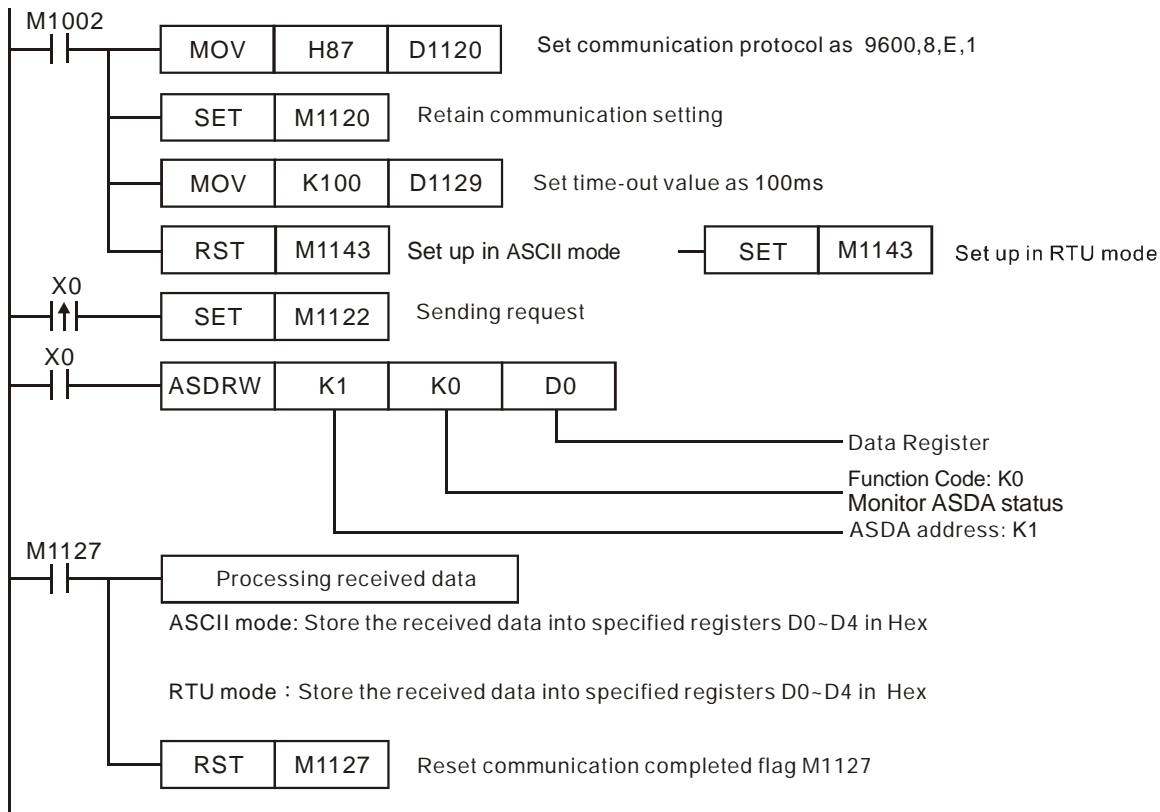 M1002
MOV H87 D1120 Set communication protocol as 9600,8,E,1
SET M1120 Retain communication setting
MOV K100 D1129 Set time-out value as 100ms
RST M1143 Set up in ASCII mode SET M1143 Set up in RTU mode
X0
SET M1122 Sending request
X0
ASDRW K1 K0 D0
Data Register
Function Code: K0
Monitor ASDA status
ASDA address: K1
M1127
Processing received data
ASCII mode: Store the received data into specified registers D0~D4 in Hex
RTU mode：Store the received data into specified registers D0~D4 in Hex
RST M1127 Reset communication completed flag M1127